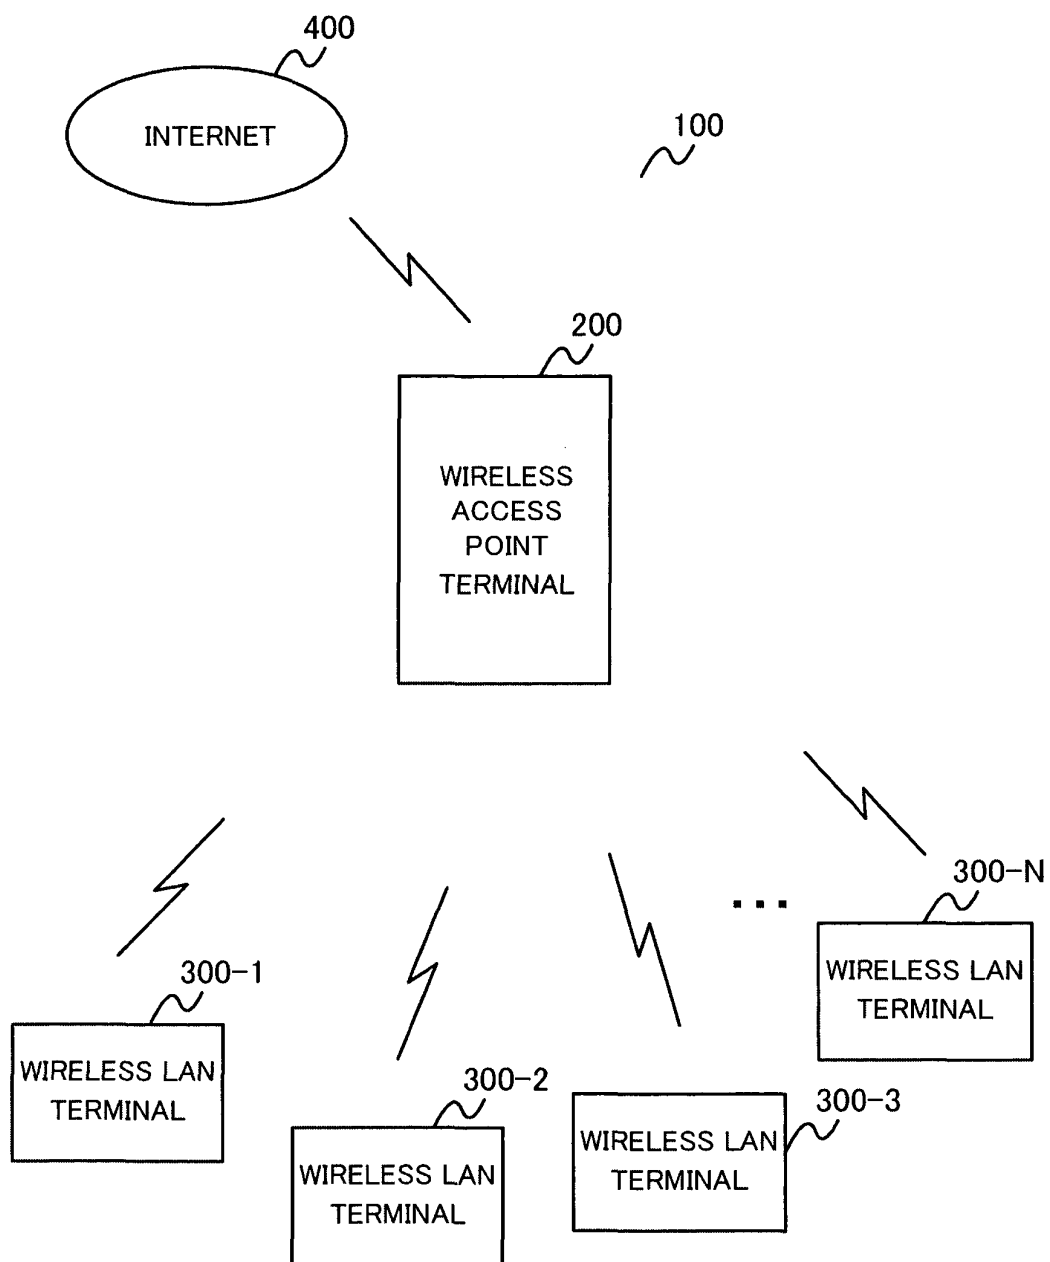 400
INTERNET
100
200
WIRELESS
ACCESS
POINT
TERMINAL
300-N
WIRELESS LAN
TERMINAL
300-1
WIRELESS LAN
TERMINAL
300-2
WIRELESS LAN
TERMINAL
300-3
WIRELESS LAN
TERMINAL